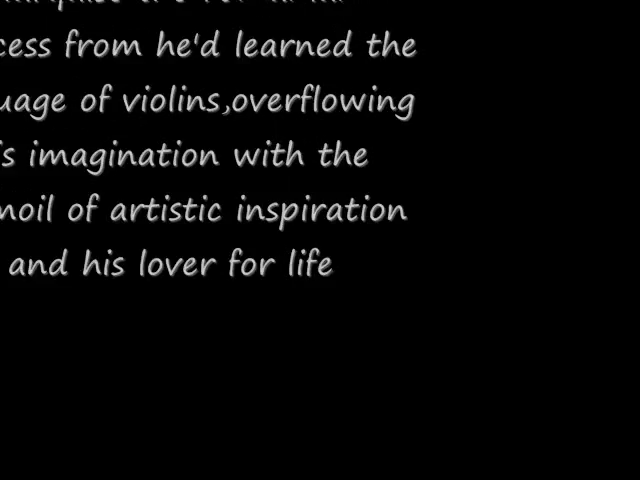 from he'd learned the
of violins,overflowing
imagination with the
of artistic inspiration
and his lover for life